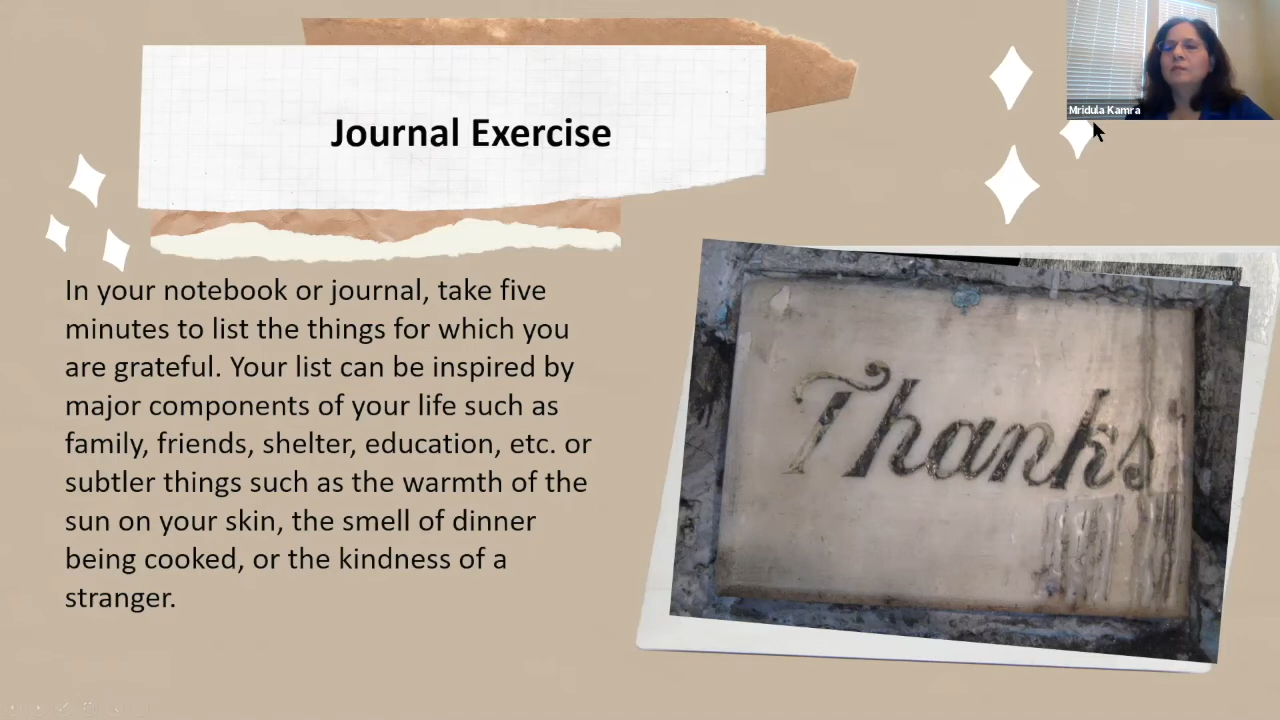 Journal Exercise
Mridula Kamra
In your notebook or journal, take five
minutes to list the things for which you
are grateful. Your list can be inspired by
major components of your life such as
family, friends, shelter, education, etc. or
subtler things such as the warmth of the
sun on your skin, the smell of dinner
being cooked, or the kindness of a
stranger.
Thanks